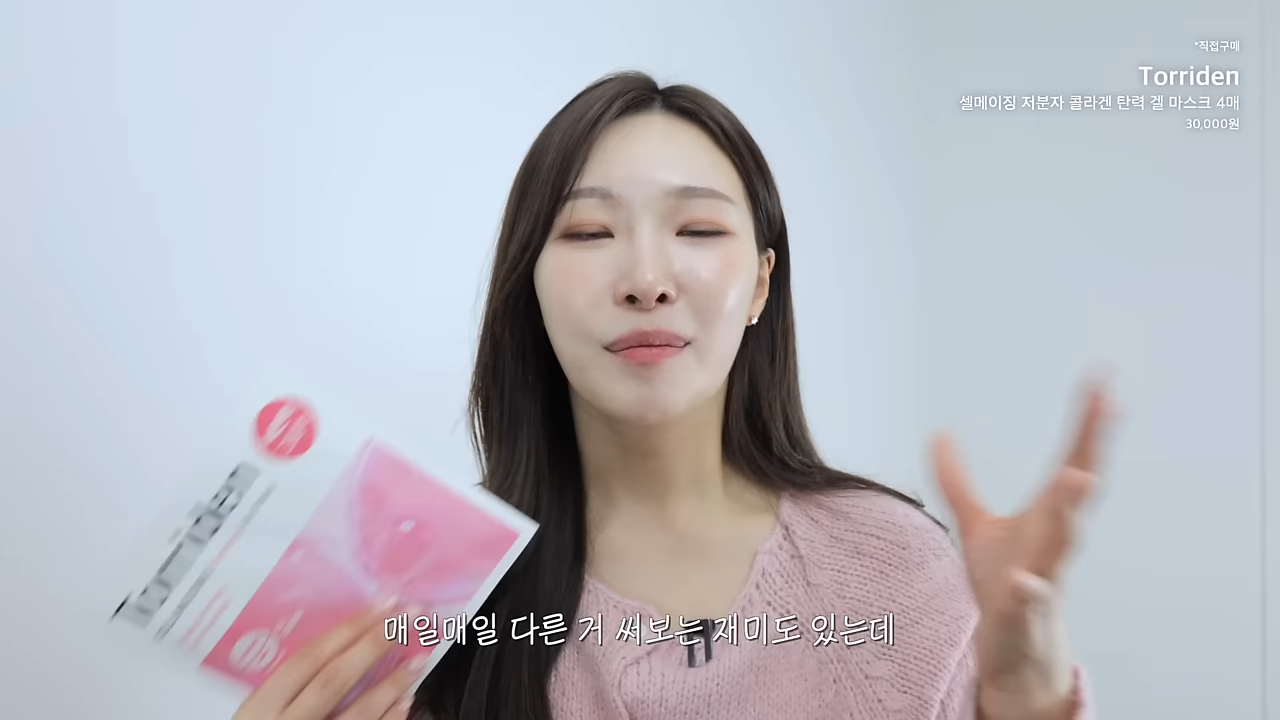 *직접구매
Torriden
셀메이징 저분자 콜라겐 탄력 겔 마스크 4매
30,000원
Torriden
매일매일 다른 거 써보는 재미도 있는데